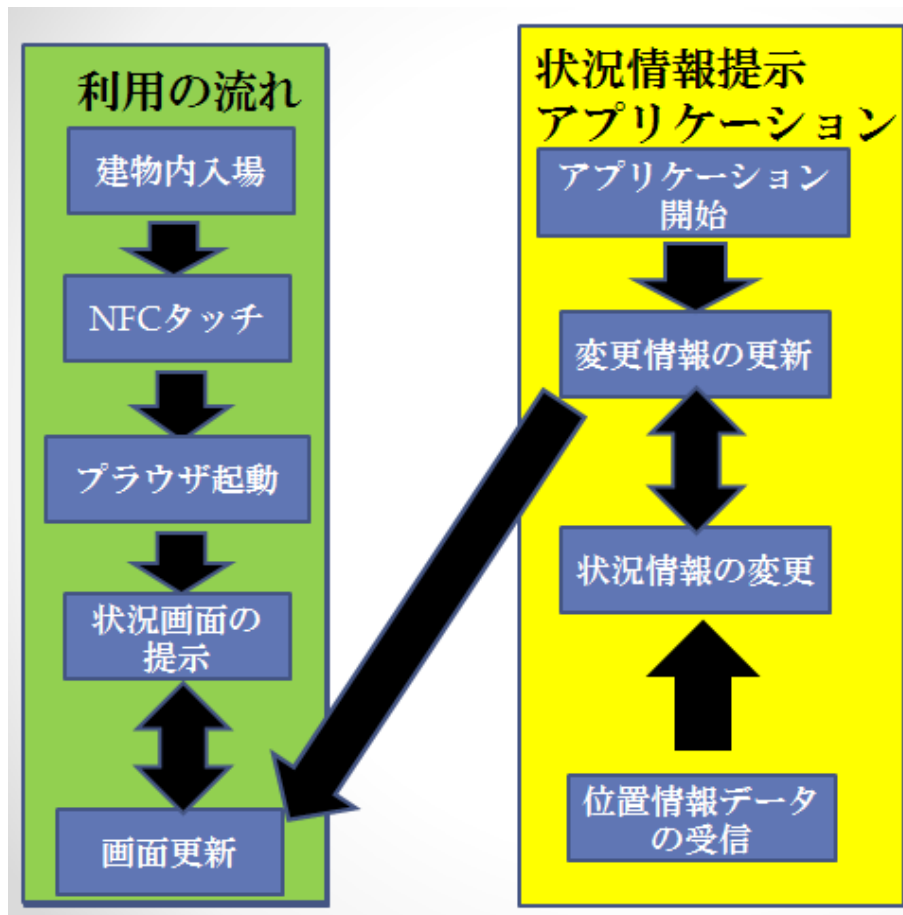 利用の流れ
建物内入場
NFCタッチ
ブラウザ起動
状況画面の
提示
画面更新
状況情報提示
アプリケーション
アプリケーション
開始
変更情報の更新
状況情報の変更
位置情報データ
の受信